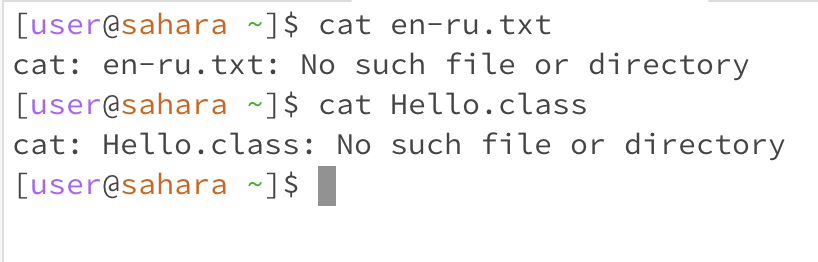 [user@sahara ~]$ cat en-ru.txt
cat: en-ru.txt: No such file or directory
[user@sahara ~]$ cat Hello.class
cat: Hello.class: No such file or directory
[user@sahara ~]$